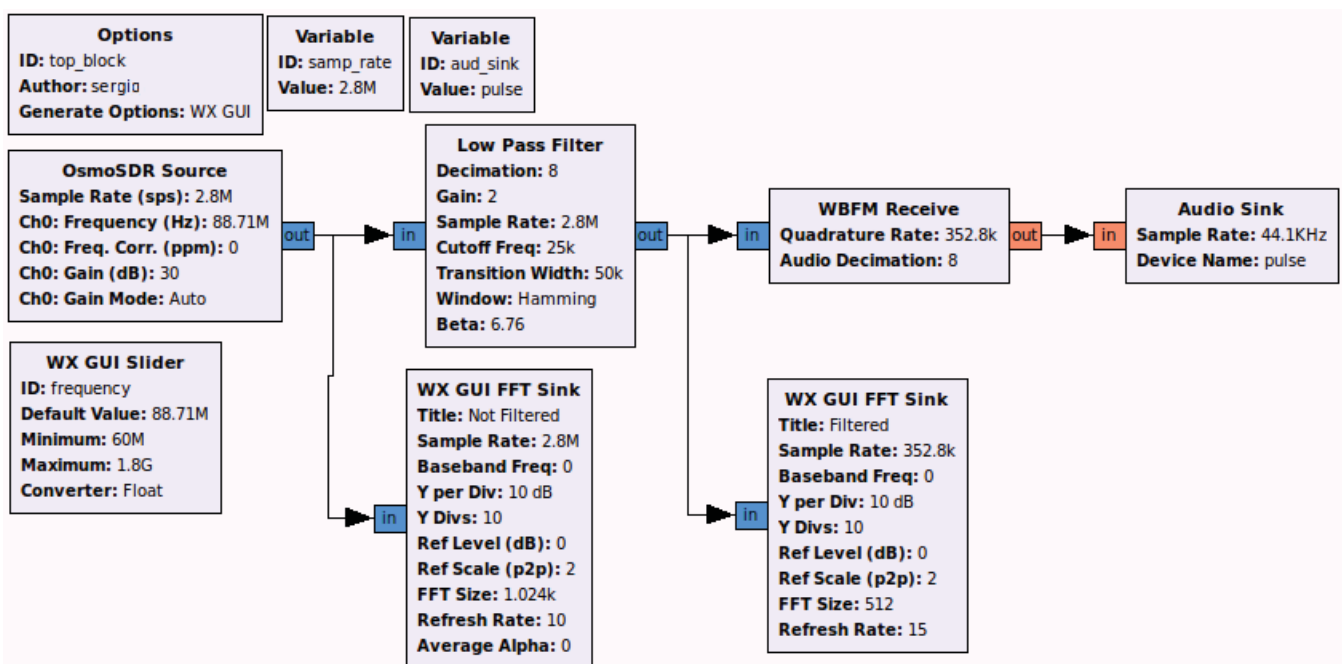 Options
ID: top_block
Author: sergio
Generate Options: WX GUI
Variable
ID: samp_rate
Value: 2.8M
Variable
ID: aud_sink
Value: pulse
OsmoSDR Source
Sample Rate (sps): 2.8M
Ch0: Frequency (Hz): 88.71M
Ch0: Freq. Corr. (ppm): 0
Ch0: Gain (dB): 30
Ch0: Gain Mode: Auto
out
in
Low Pass Filter
Decimation: 8
Gain: 2
Sample Rate: 2.8M
Cutoff Freq: 25k
Transition Width: 50k
Window: Hamming
Beta: 6.76
out
in
WBFM Receive
Quadrature Rate: 352.8k
Audio Decimation: 8
out
in
Audio Sink
Sample Rate: 44.1KHz
Device Name: pulse
WX GUI Slider
ID: frequency
Default Value: 88.71M
Minimum: 60M
Maximum: 1.8G
Converter: Float
in
WX GUI FFT Sink
Title: Not Filtered
Sample Rate: 2.8M
Baseband Freq: 0
Y per Div: 10 dB
Y Divs: 10
Ref Level (dB): 0
Ref Scale (p2p): 2
FFT Size: 1.024k
Refresh Rate: 10
Average Alpha: 0
in
WX GUI FFT Sink
Title: Filtered
Sample Rate: 352.8k
Baseband Freq: 0
Y per Div: 10 dB
Y Divs: 10
Ref Level (dB): 0
Ref Scale (p2p): 2
FFT Size: 512
Refresh Rate: 15